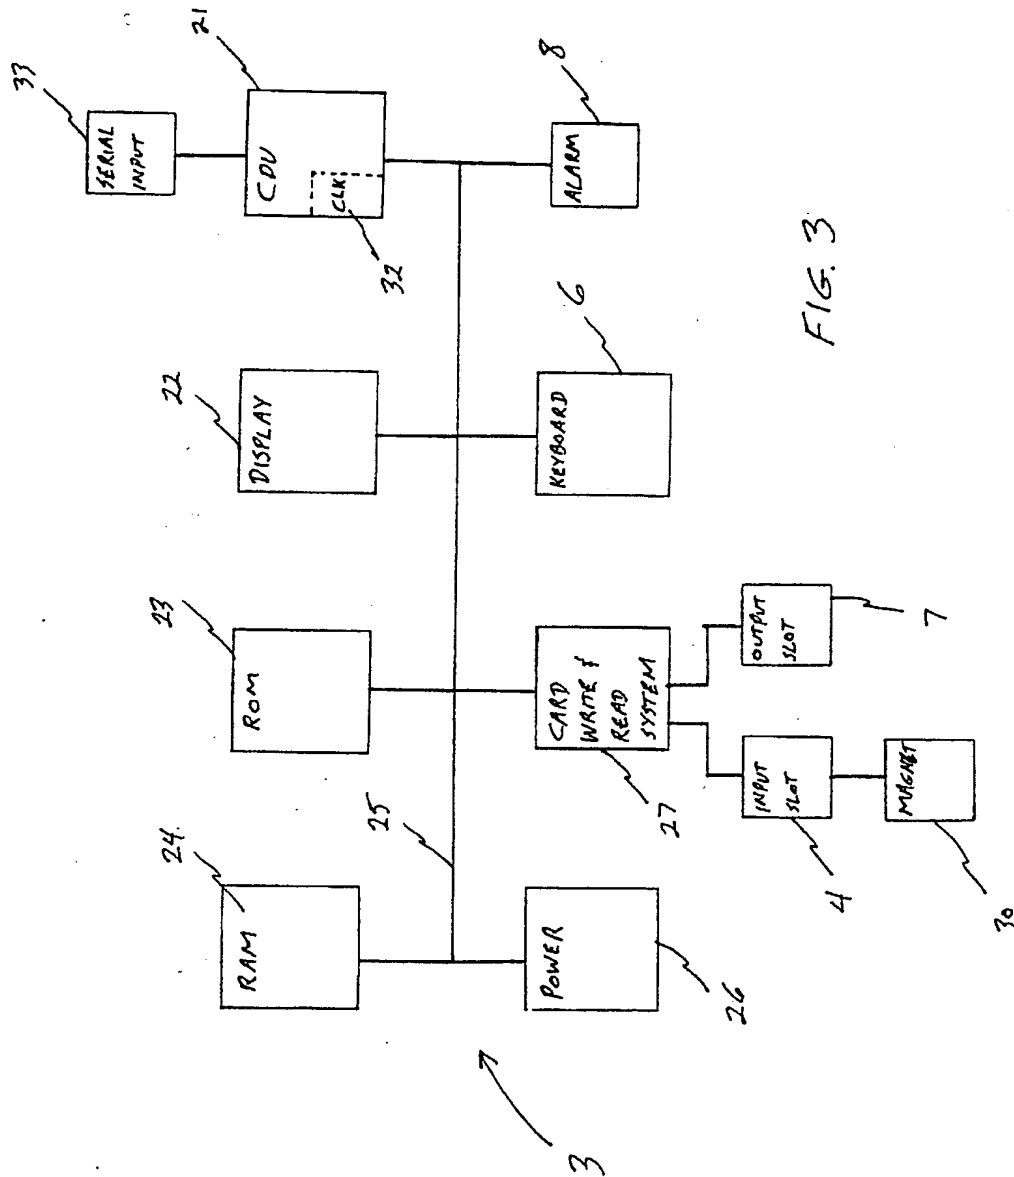 33
SERIAL
INPUT
24
23
22
21
RAM
ROM
DISPLAY
CDU
CLK
25
32
POWER
CARD
WRITE &
READ
SYSTEM
KEYBOARD
ALARM
6
8
3
26
27
INPUT
SLOT
OUTPUT
SLOT
4
7
MAGNET
30
FIG. 3